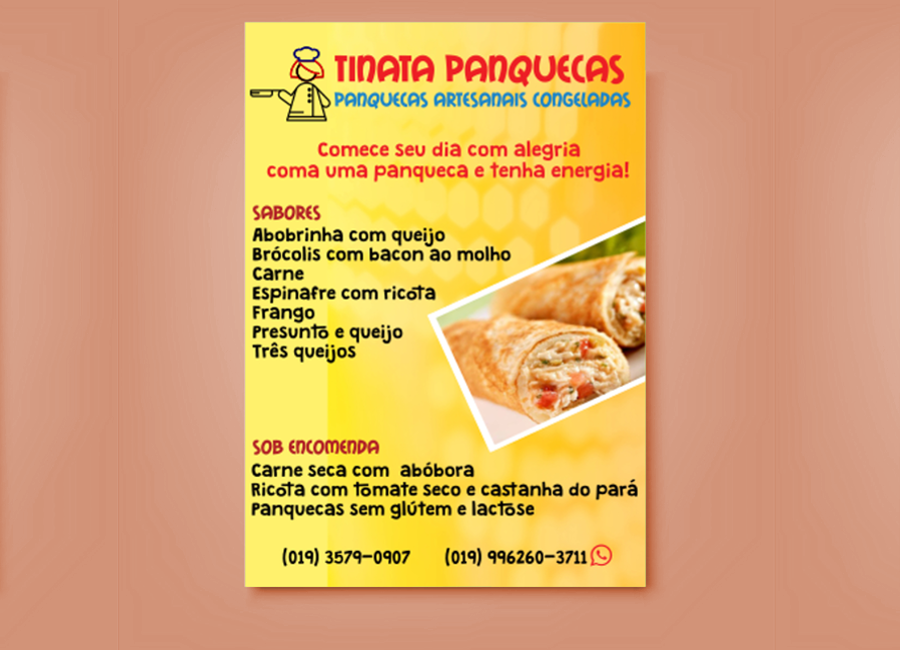 TINATA PANQUECAS
PANQUECAS ARTESANAIS CONGELADAS
Comece seu dia com alegria
coma uma panqueca e tenha energia!
SABORES
Abobrinha com queijo
Brócolis com bacon ao molho
Carne
Espinafre com ricota
Frango
Presunto e queijo
Três queijos
SOB ENCOMENDA
Carne seca com abóbora
Ricota com tomate seco e castanha do pará
Panquecas sem glútem e lactose
(019) 3579-0907 (019) 996260-3711